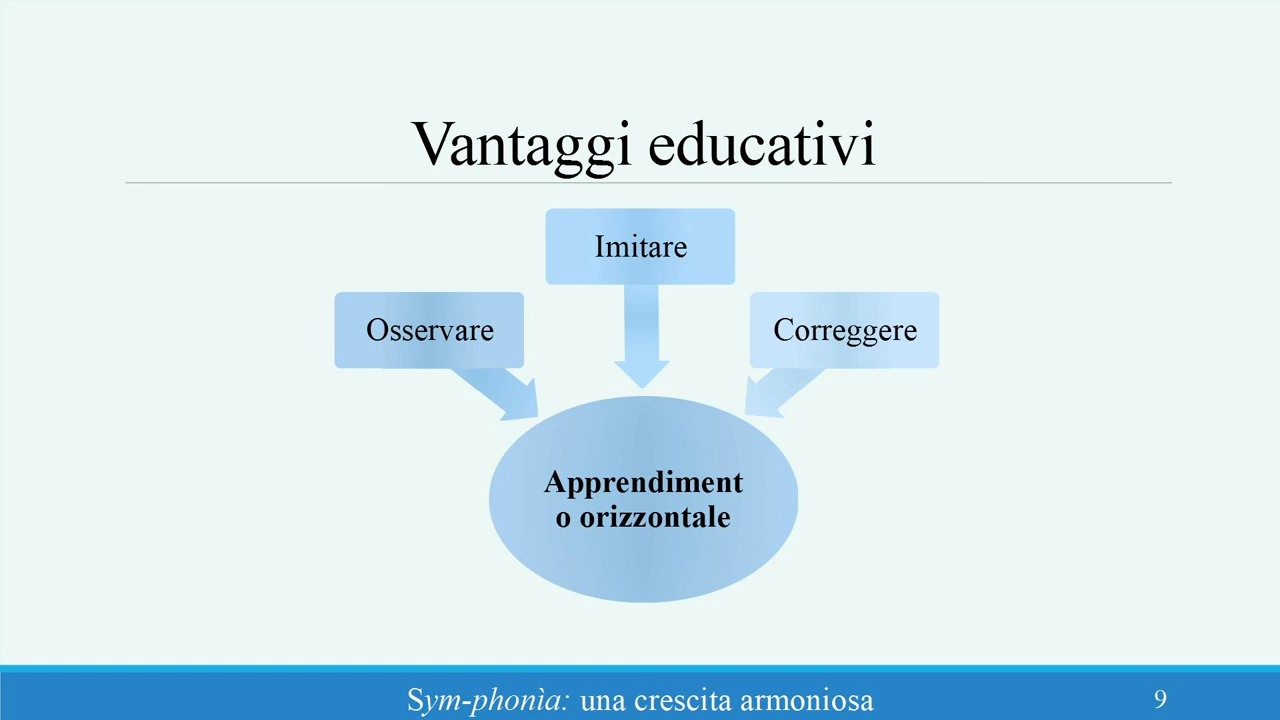 Vantaggi educativi
Imitare
Osservare
Correggere
Apprendiment
o orizzontale
Sym-phonìa: una crescita armoniosa
9